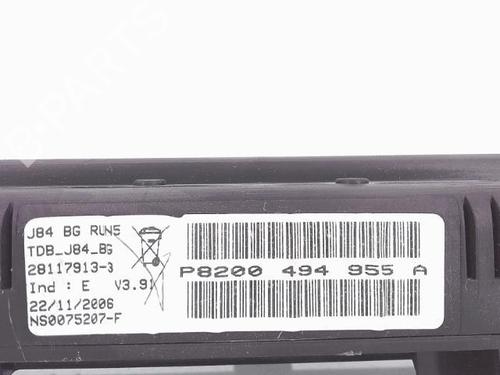 J84 BG RUN5
TDB_J84_BG
28117913-3
Ind : E V3.91
22/11/2006
NS0075207-F
P8200 494 955 A
B-PARTS